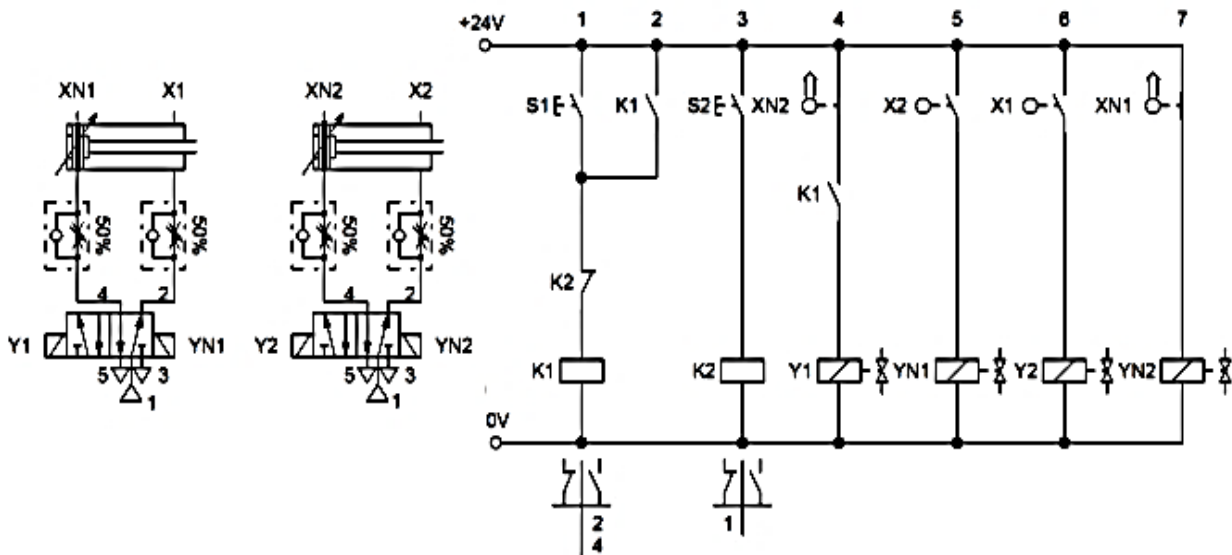 1 2 3 4 5 6 7
+24V
XN1 X1 XN2 X2
S1 K1 S2 XN2 X2 X1 XN1
K1
50% 50% 50% 50%
K2
4 2 4 2
Y1 YN1 Y2 YN2
K1 K2 Y1 YN1 Y2 YN2
5 3 5 3
1 1
0V
2 1
4